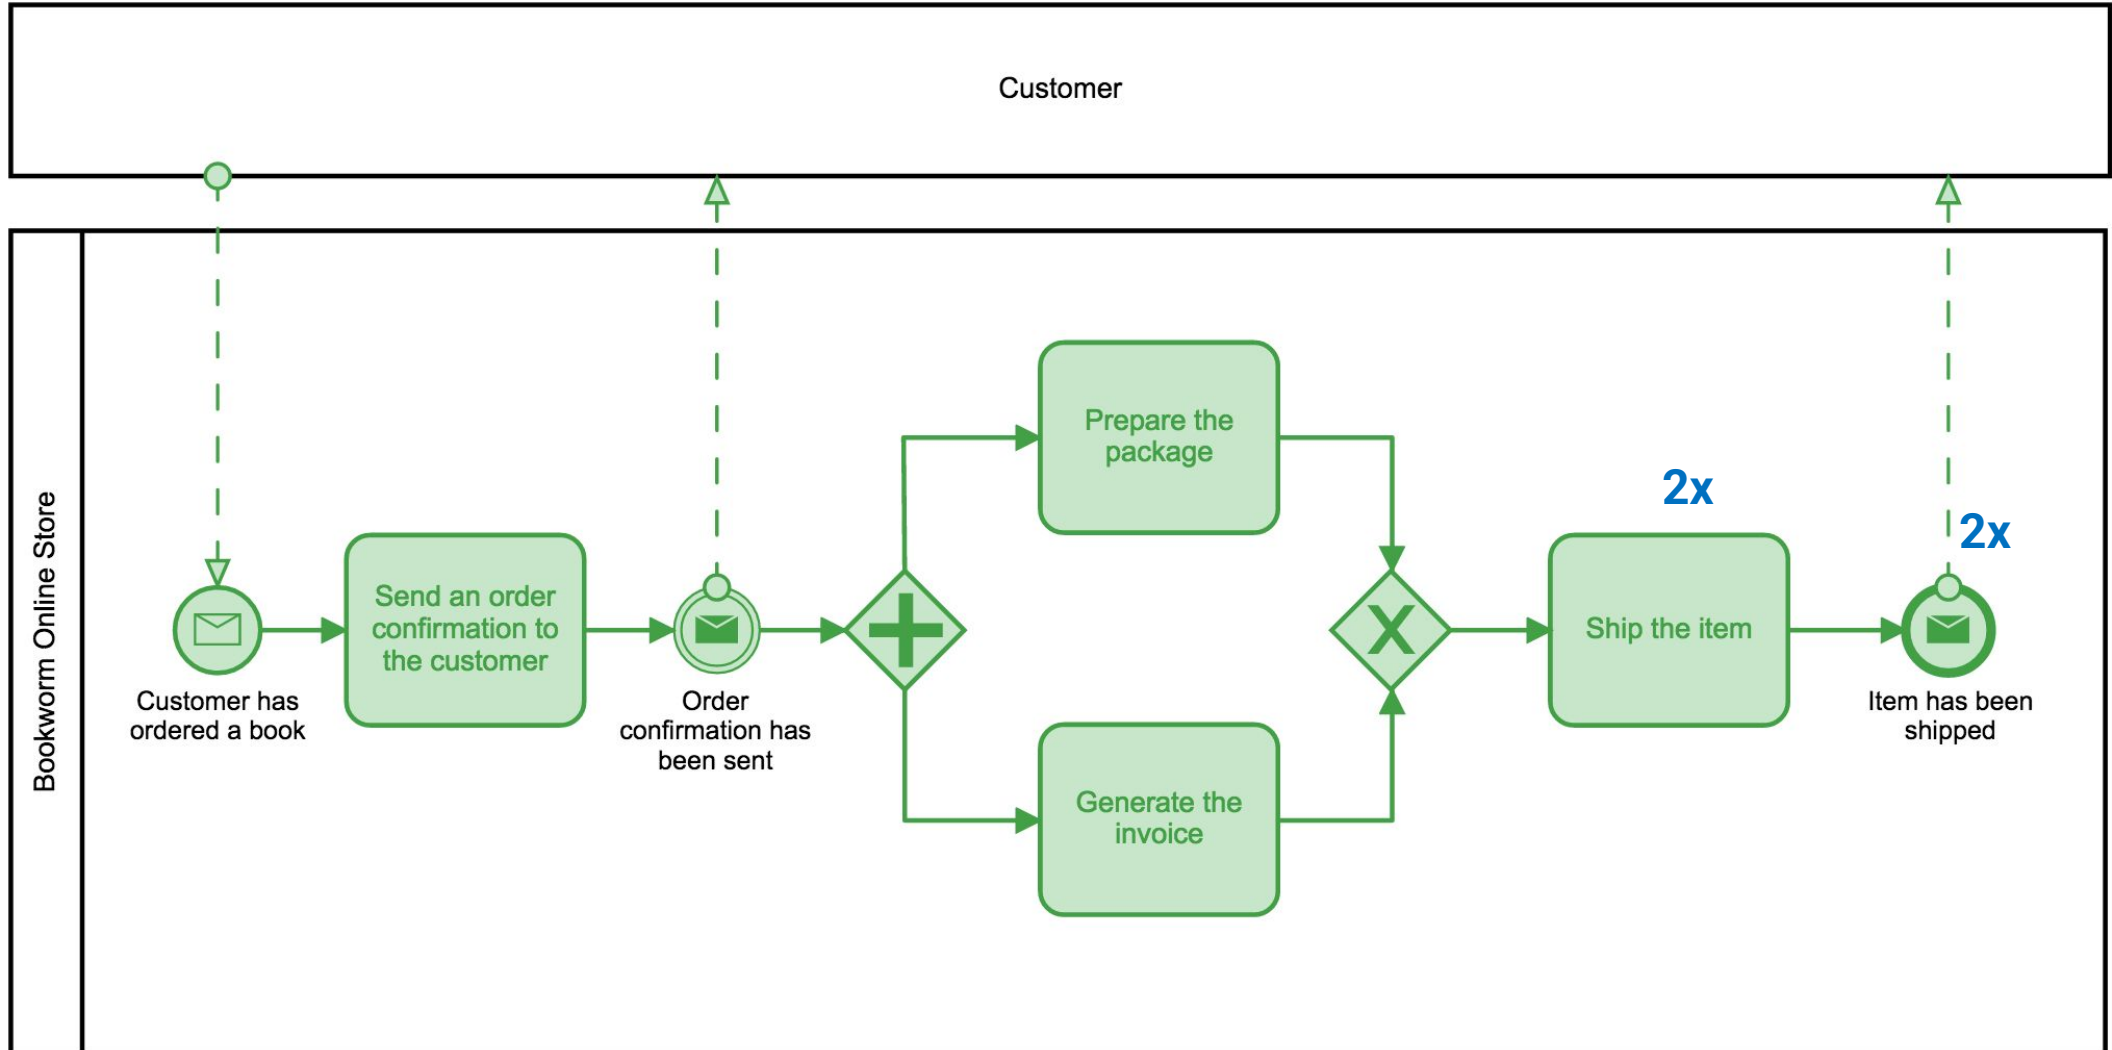 Customer
Bookworm Online Store
Customer has
ordered a book
Send an order
confirmation to
the customer
Order
confirmation has
been sent
Prepare the
package
Generate the
invoice
X
2x
Ship the item
2x
Item has been
shipped